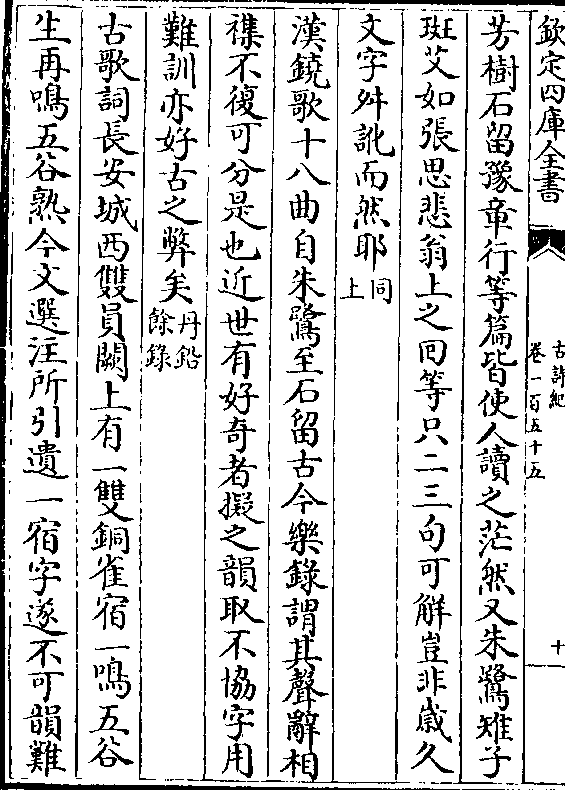 欽定四庫全書
古詩紀
卷一百五十五
十
芳樹石留豫章行等篇皆使人讀之茫然又朱鷺雉子
斑艾如張思悲翁上之回等只二三句可解豈非歲久
文字舛訛而然耶同上
漢鐃歌十八曲自朱鷺至石留古今樂錄謂其聲辭相
襍不復可分是也近世有好奇者擬之韻取不協字用
難訓亦好古之弊矣丹鉛餘錄
古歌詞長安城西雙員闕上有一雙銅雀宿一鳴五谷
生再鳴五谷熟今文選注所引遺一宿字遂不可韻難